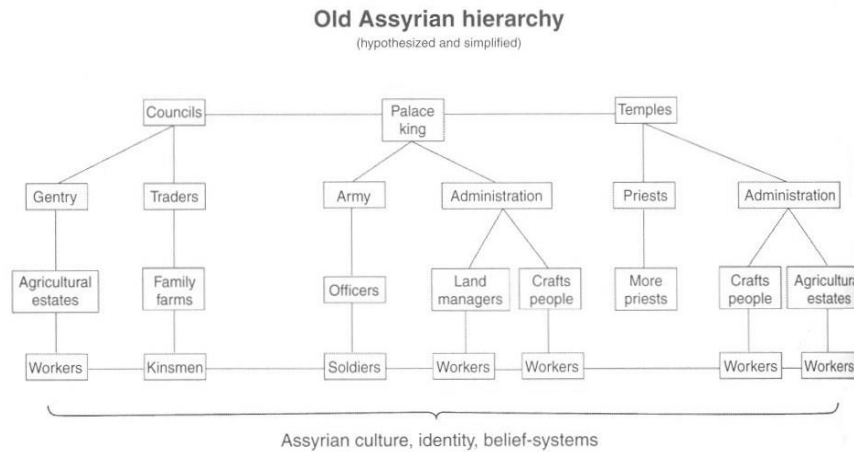 Old Assyrian hierarchy
(hypothesized and simplified)
Councils
Palace
king
Temples
Gentry
Traders
Army
Administration
Priests
Administration
Agricultural
estates
Family
farms
Officers
Land
managers
Crafts
people
More
priests
Crafts
people
Agricultura
estates
Workers
Kinsmen
Soldiers
Workers
Workers
Workers
Workers
Assyrian culture, identity, belief-systems